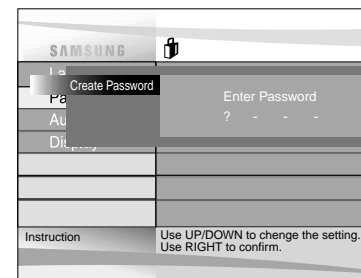 SAMSUNG
La
Create Password
Pa
Enter Password
Au
? - - -
Display
Instruction
Use UP/DOWN to change the setting.
Use RIGHT to confirm.